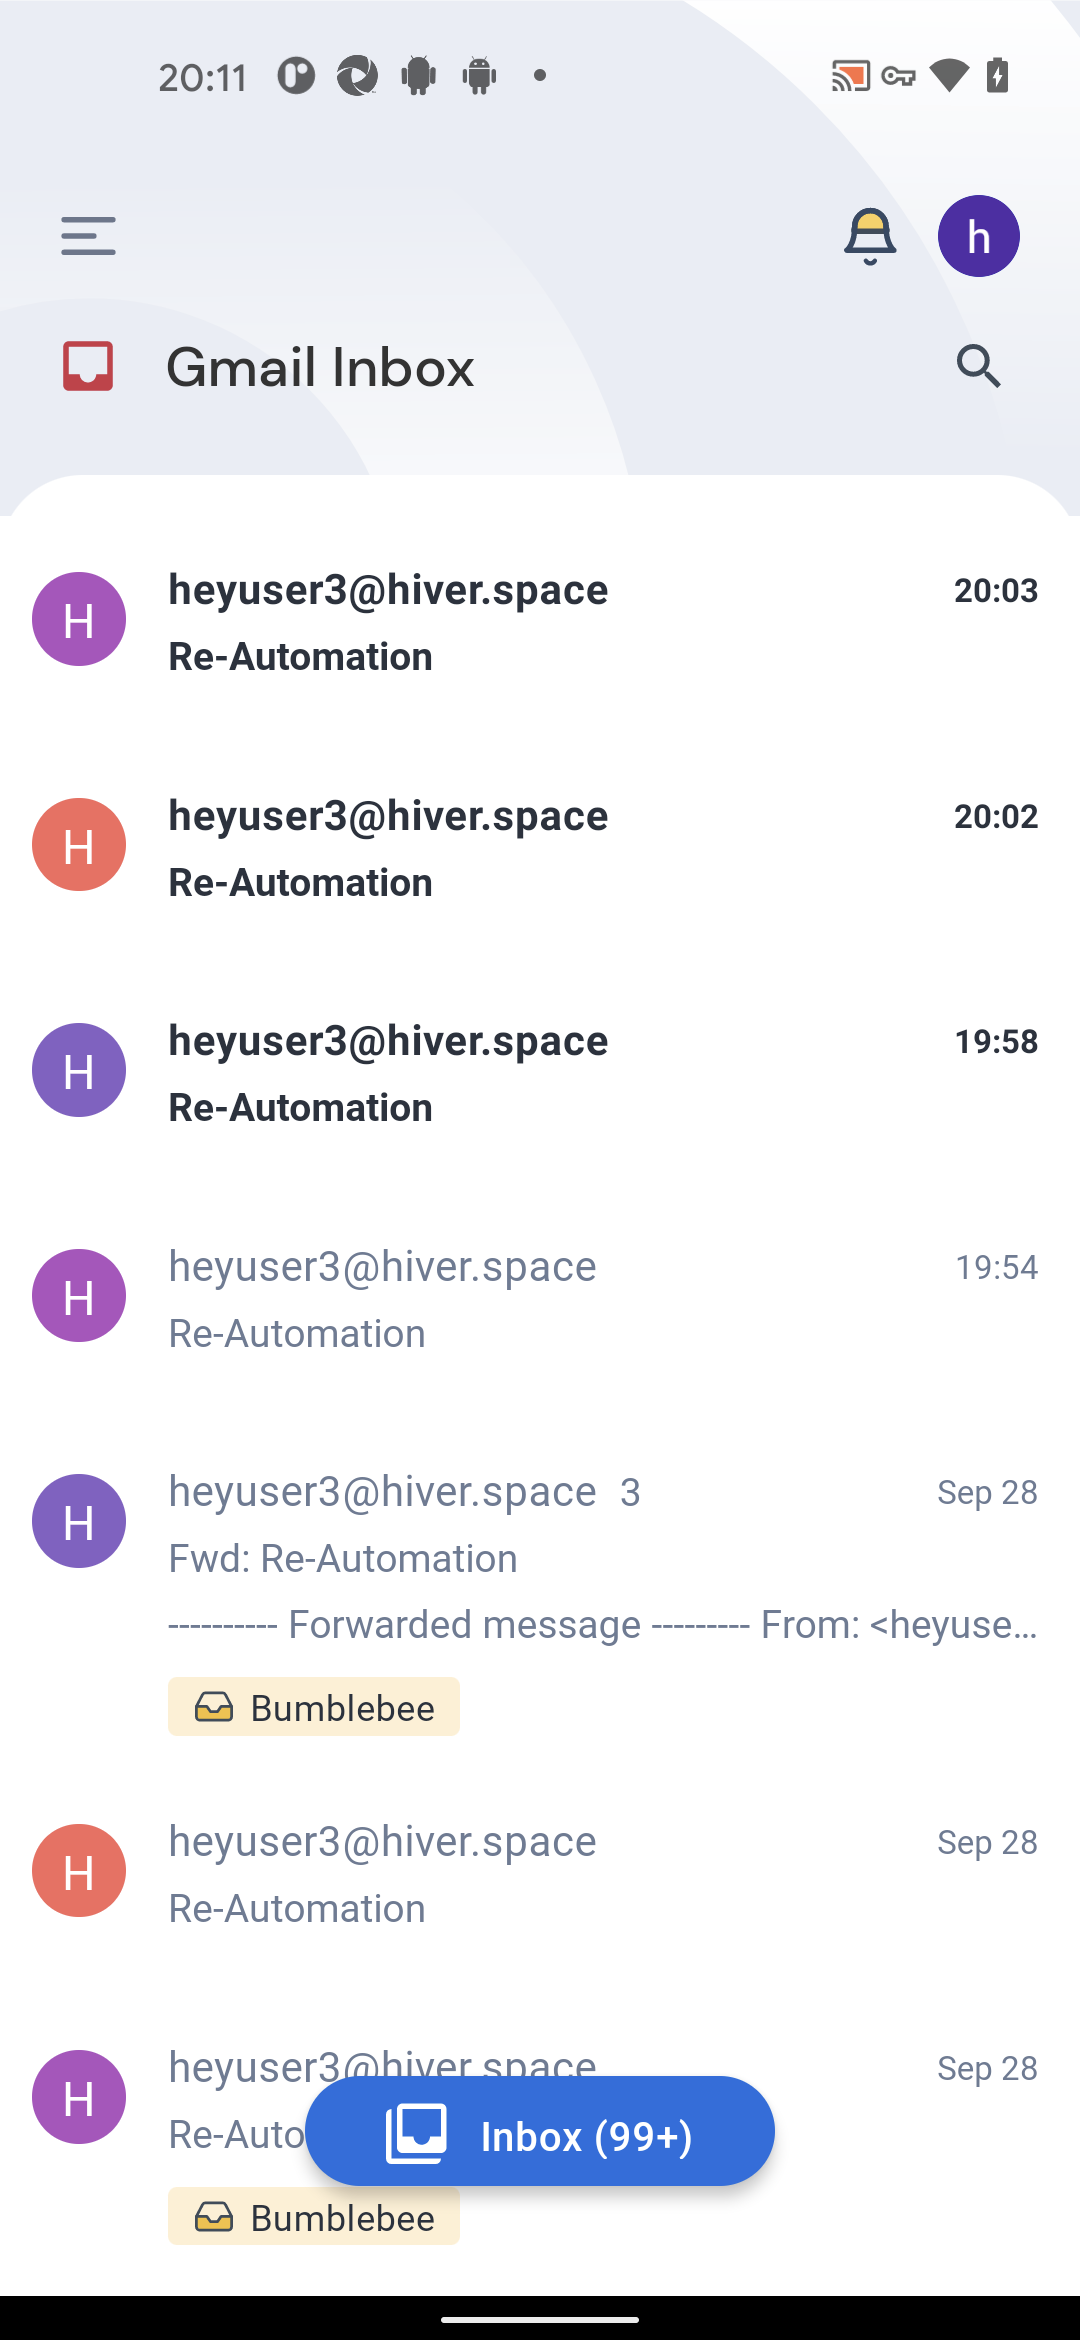 20:11
h
Gmail Inbox
H
heyuser3@hiver.space 20:03
Re-Automation
H
heyuser3@hiver.space 20:02
Re-Automation
H
heyuser3@hiver.space 19:58
Re-Automation
H
heyuser3@hiver.space 19:54
Re-Automation
H
heyuser3@hiver.space 3 Sep 28
Fwd: Re-Automation
---------- Forwarded message --------- From: <heyuse...
Bumblebee
H
heyuser3@hiver.space Sep 28
Re-Automation
H
heyuser3@hiver.space Sep 28
Re-Auto
Inbox (99+)
Bumblebee